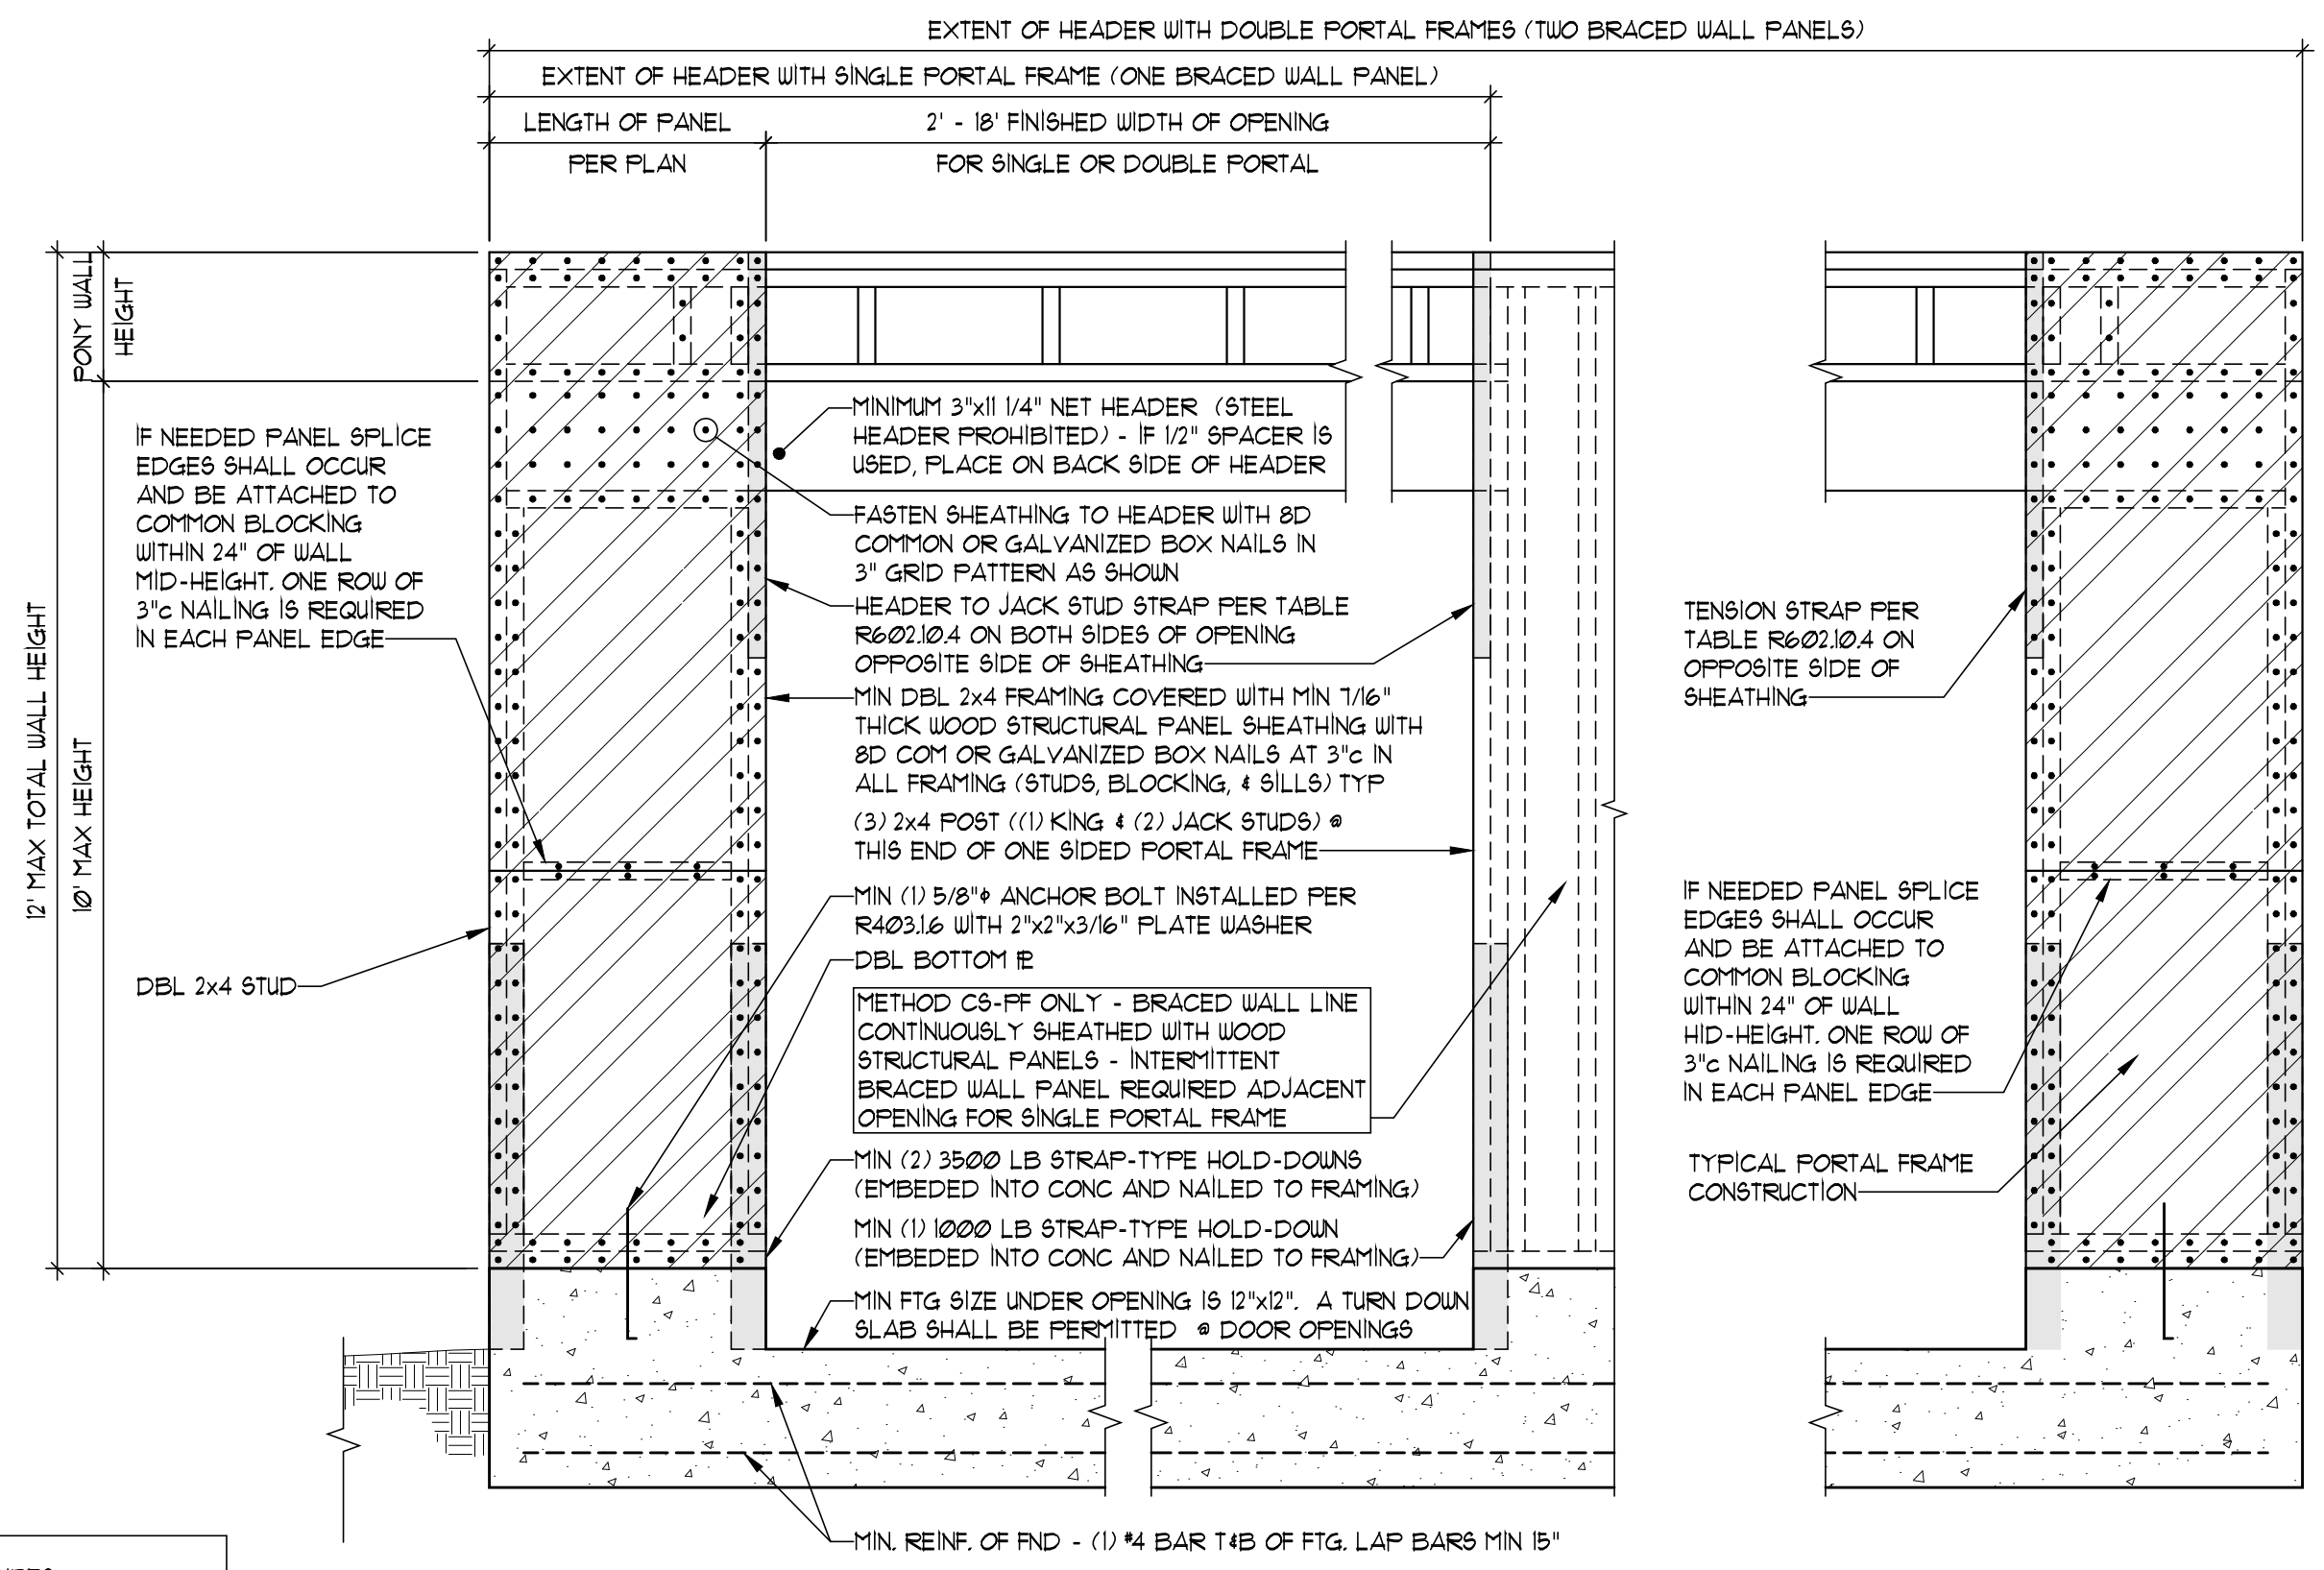 EXTENT OF HEADER WITH DOUBLE PORTAL FRAMES (TWO BRACED WALL PANELS)
EXTENT OF HEADER WITH SINGLE PORTAL FRAME (ONE BRACED WALL PANEL)
LENGTH OF PANEL
PER PLAN
2' - 18' FINISHED WIDTH OF OPENING
FOR SINGLE OR DOUBLE PORTAL
PONY WALL
HEIGHT
12' MAX TOTAL WALL HEIGHT
10' MAX HEIGHT
IF NEEDED PANEL SPLICE
EDGES SHALL OCCUR
AND BE ATTACHED TO
COMMON BLOCKING
WITHIN 24" OF WALL
MID-HEIGHT. ONE ROW OF
3"c NAILING IS REQUIRED
IN EACH PANEL EDGE
DBL 2x4 STUD
MINIMUM 3"x11 1/4" NET HEADER (STEEL
HEADER PROHIBITED) - IF 1/2" SPACER IS
USED, PLACE ON BACK SIDE OF HEADER
FASTEN SHEATHING TO HEADER WITH 8D
COMMON OR GALVANIZED BOX NAILS IN
3" GRID PATTERN AS SHOWN
HEADER TO JACK STUD STRAP PER TABLE
R602.10.4 ON BOTH SIDES OF OPENING
OPPOSITE SIDE OF SHEATHING
MIN DBL 2x4 FRAMING COVERED WITH MIN 7/16"
THICK WOOD STRUCTURAL PANEL SHEATHING WITH
8D COM OR GALVANIZED BOX NAILS AT 3"c IN
ALL FRAMING (STUDS, BLOCKING, & SILLS) TYP
(3) 2x4 POST ((1) KING & (2) JACK STUDS) @
THIS END OF ONE SIDED PORTAL FRAME
MIN (1) 5/8"ϕ ANCHOR BOLT INSTALLED PER
R403.1.6 WITH 2"x2"x3/16" PLATE WASHER
DBL BOTTOM PL
METHOD CS-PF ONLY - BRACED WALL LINE
CONTINUOUSLY SHEATHED WITH WOOD
STRUCTURAL PANELS - INTERMITTENT
BRACED WALL PANEL REQUIRED ADJACENT
OPENING FOR SINGLE PORTAL FRAME
MIN (2) 3500 LB STRAP-TYPE HOLD-DOWNS
(EMBEDED INTO CONC AND NAILED TO FRAMING)
MIN (1) 1000 LB STRAP-TYPE HOLD-DOWN
(EMBEDED INTO CONC AND NAILED TO FRAMING)
MIN FTG SIZE UNDER OPENING IS 12"x12". A TURN DOWN
SLAB SHALL BE PERMITTED @ DOOR OPENINGS
MIN. REINF. OF FND - (1) #4 BAR T&B OF FTG. LAP BARS MIN 15"
TENSION STRAP PER
TABLE R602.10.4 ON
OPPOSITE SIDE OF
SHEATHING
IF NEEDED PANEL SPLICE
EDGES SHALL OCCUR
AND BE ATTACHED TO
COMMON BLOCKING
WITHIN 24" OF WALL
HID-HEIGHT. ONE ROW OF
3"c NAILING IS REQUIRED
IN EACH PANEL EDGE
TYPICAL PORTAL FRAME
CONSTRUCTION